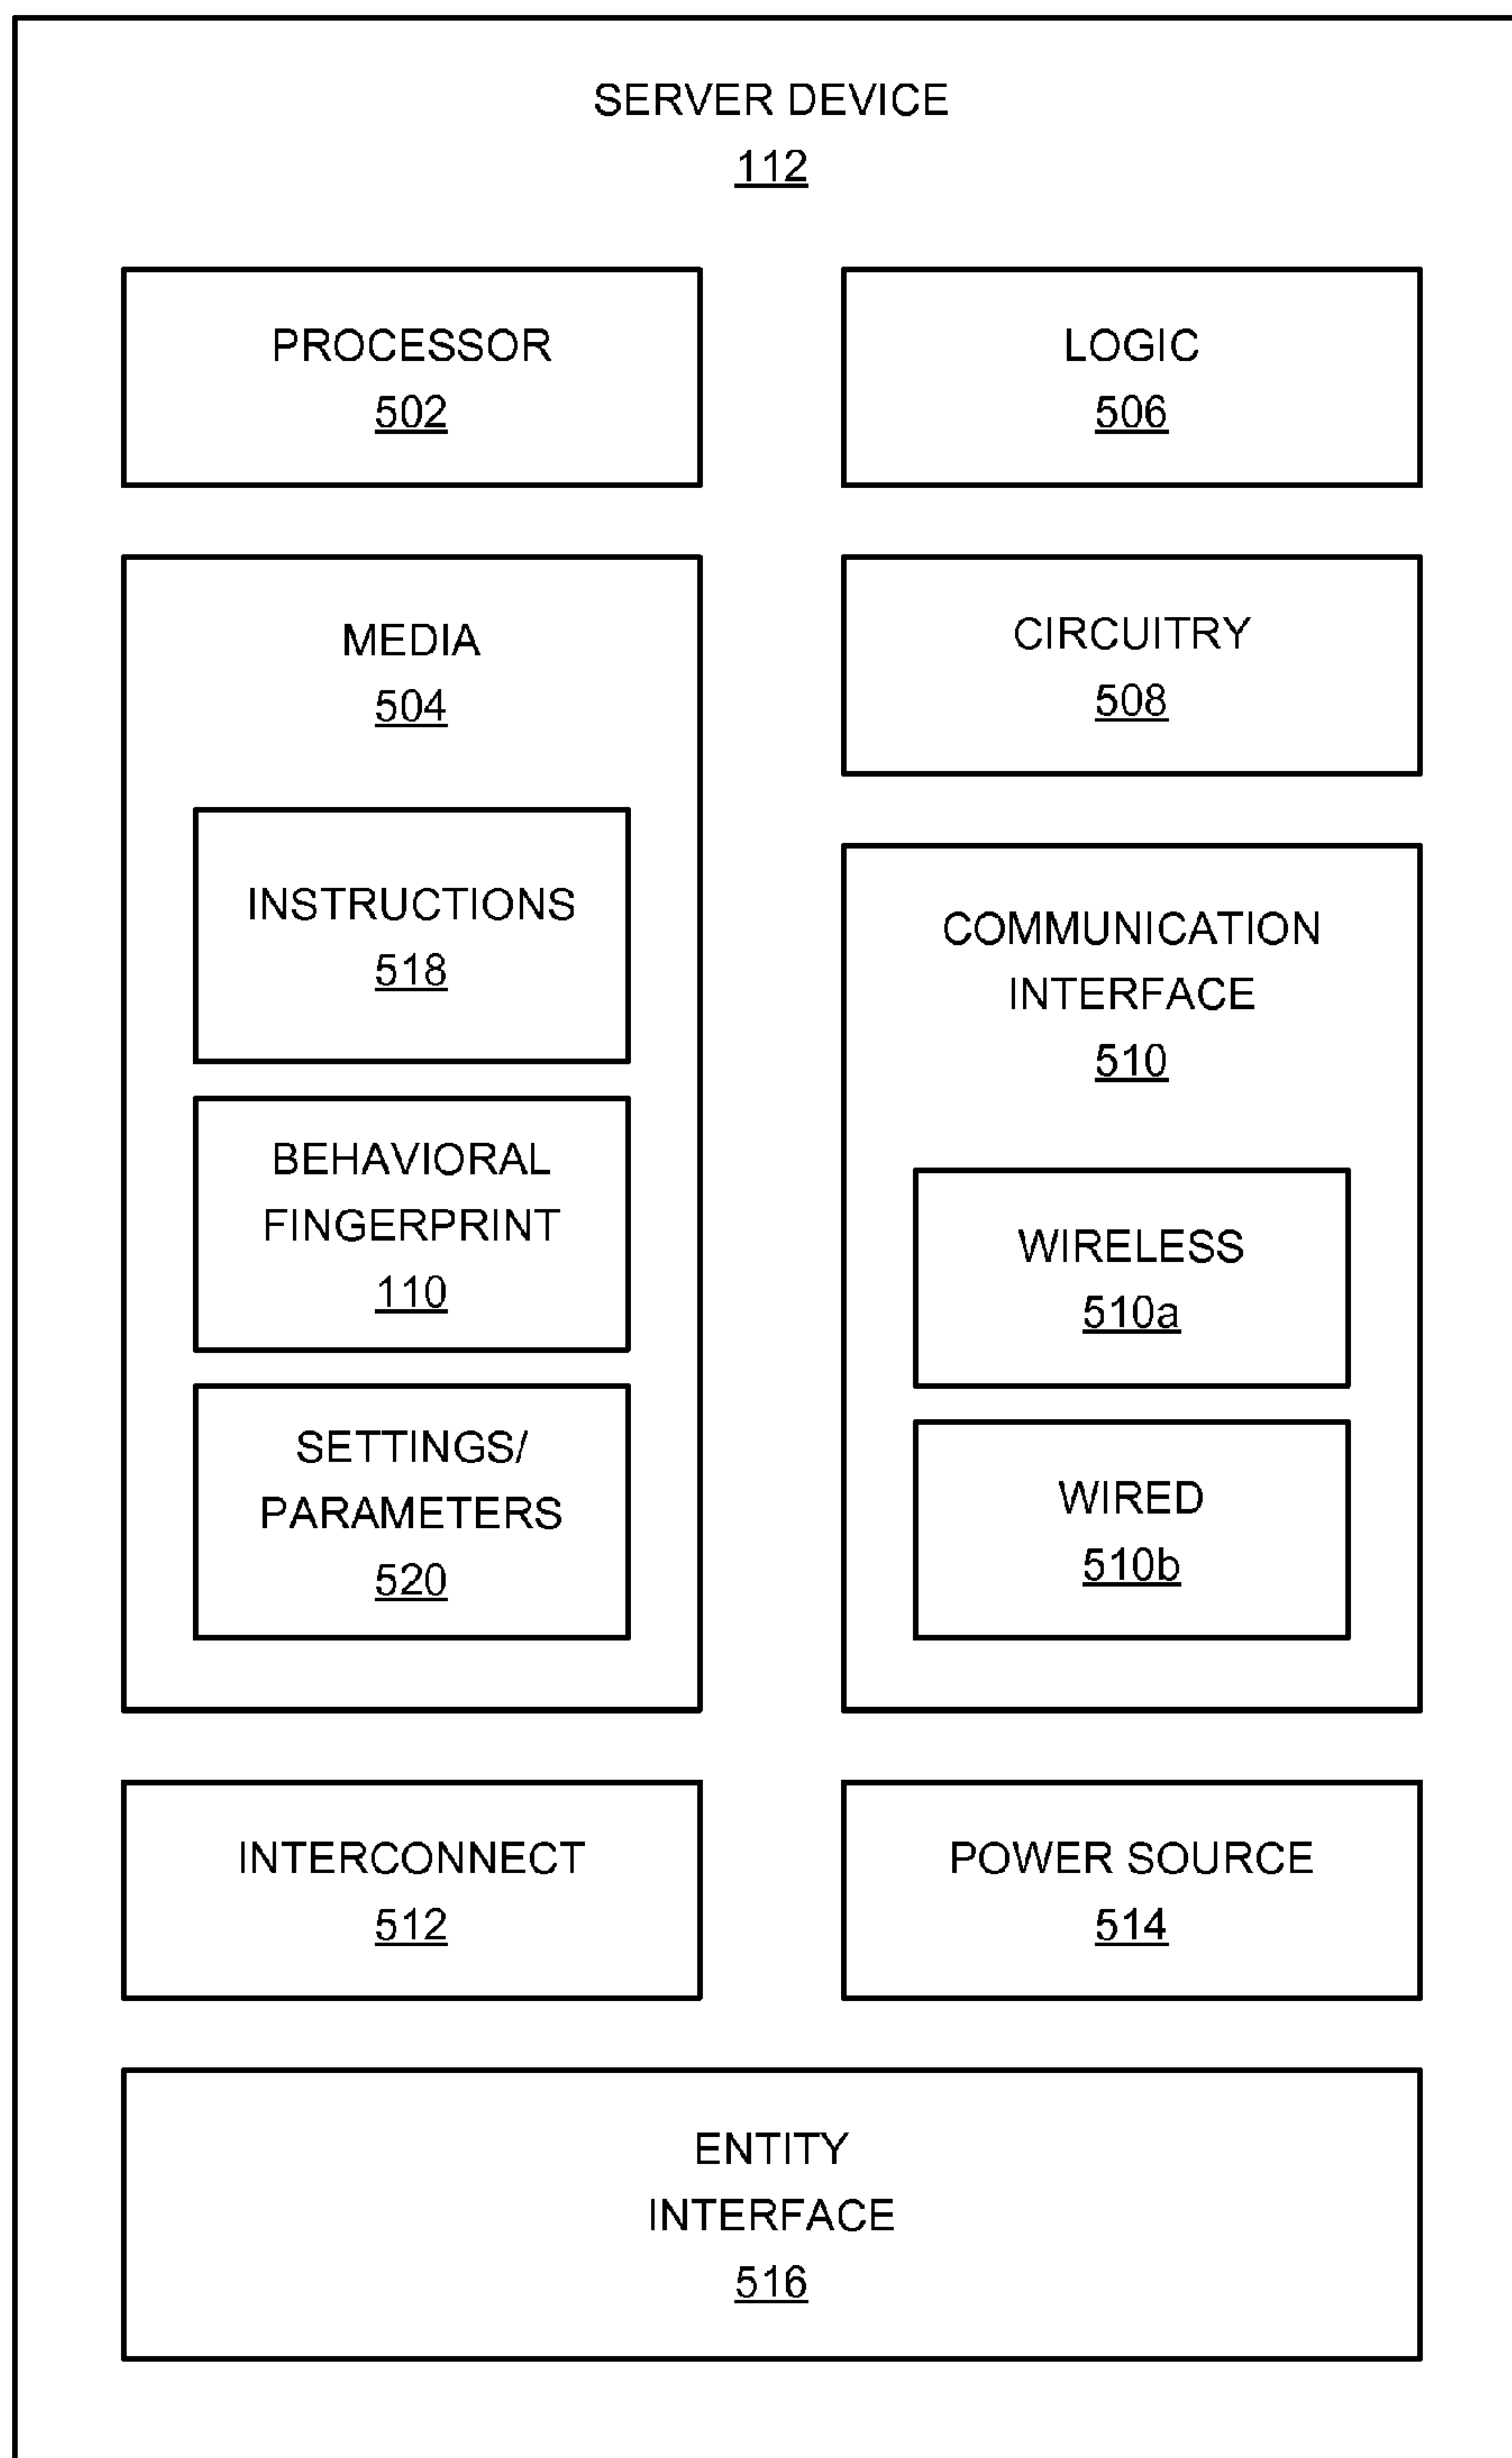 SERVER DEVICE
112
PROCESSOR
502
LOGIC
506
MEDIA
504
INSTRUCTIONS
518
BEHAVIORAL
FINGERPRINT
110
SETTINGS/
PARAMETERS
520
CIRCUITRY
508
COMMUNICATION
INTERFACE
510
WIRELESS
510a
WIRED
510b
INTERCONNECT
512
POWER SOURCE
514
ENTITY
INTERFACE
516